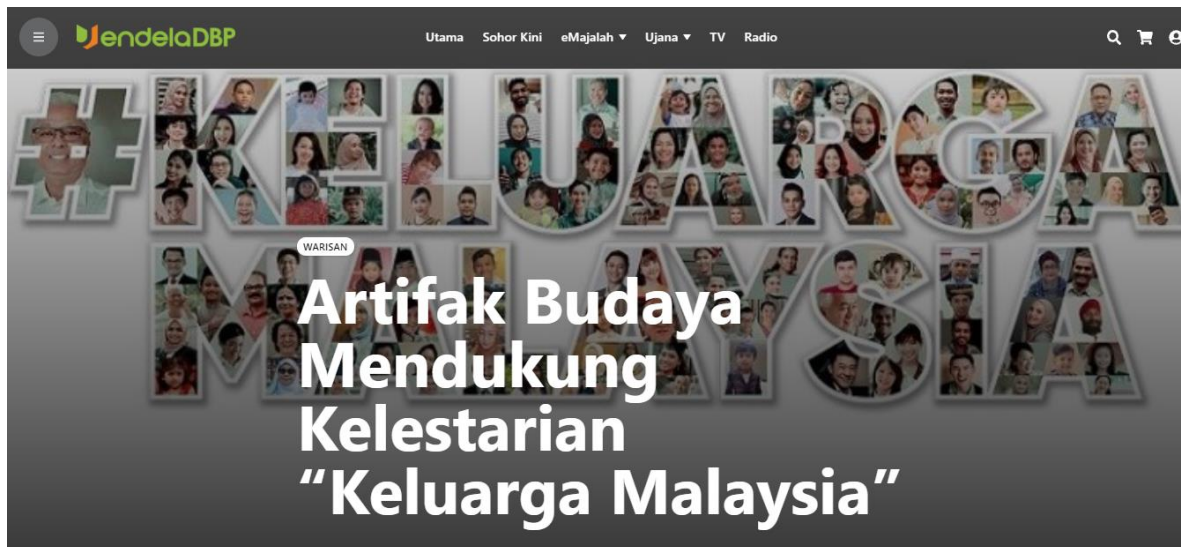 JendelaDBP
Utama Sohor Kini eMajalah Ujana TV Radio
#KELUARGA
MALAYSIA
WARISAN
Artifak Budaya
Mendukung
Kelestarian
“Keluarga Malaysia”